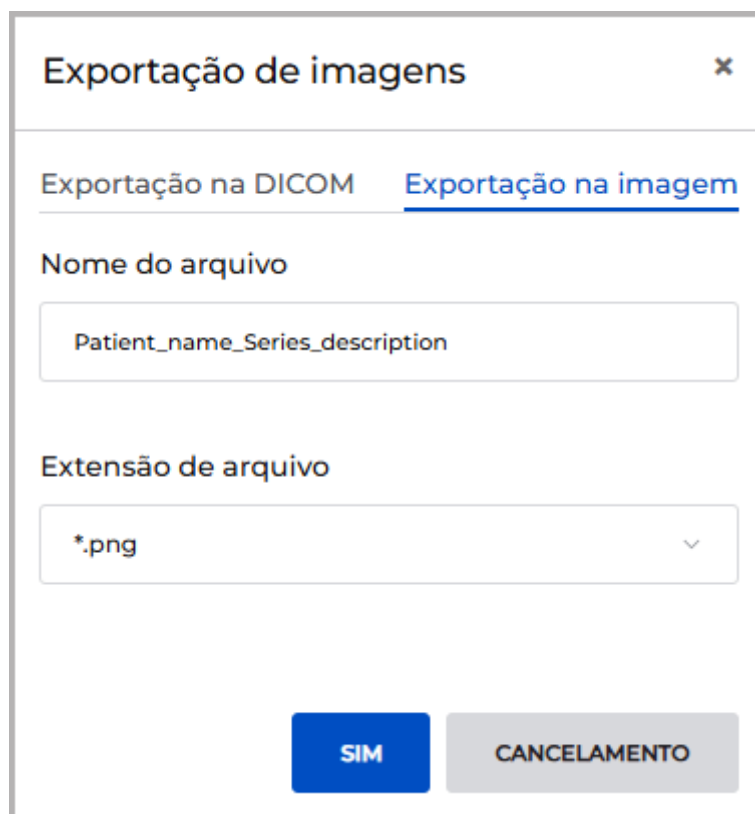 Exportação de imagens
Exportação na DICOM Exportação na imagem
Nome do arquivo
Patient_name_Series_description
Extensão de arquivo
*.png
SIM CANCELAMENTO